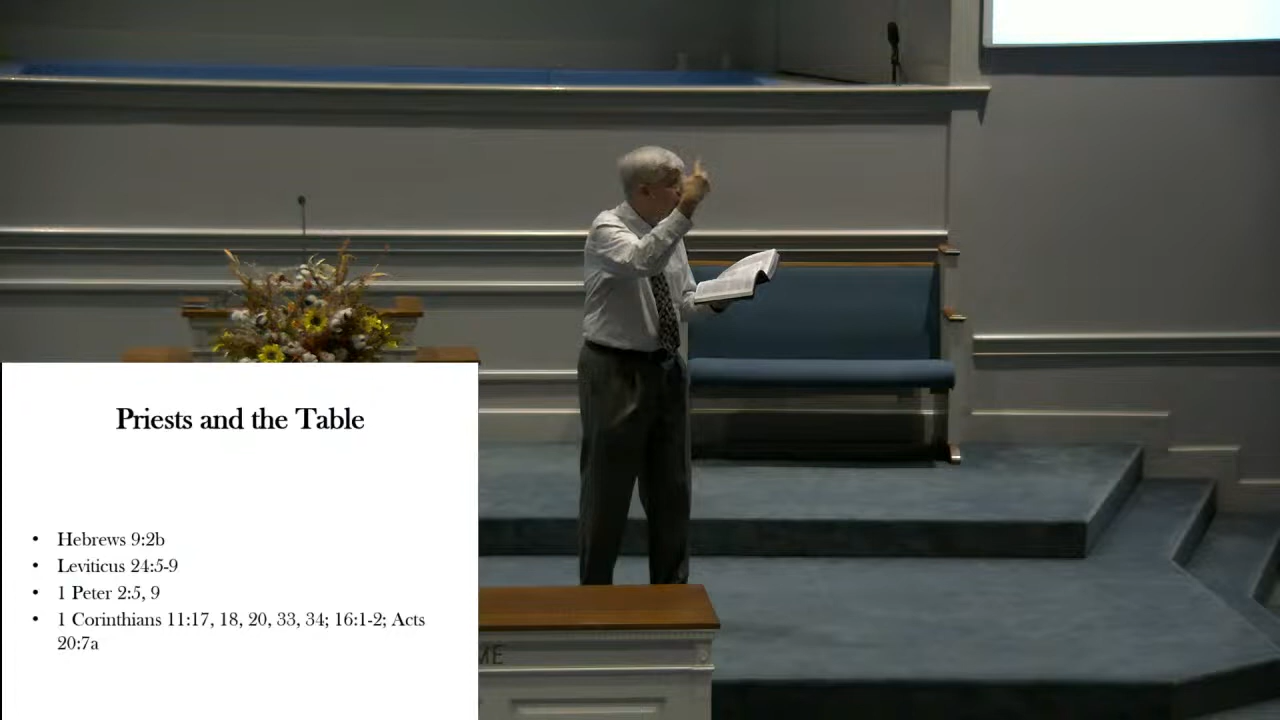 Priests and the Table
• Hebrews 9:2b
• Leviticus 24:5-9
• 1 Peter 2:5, 9
• 1 Corinthians 11:17, 18, 20, 33, 34; 16:1-2; Acts
20:7a
ME